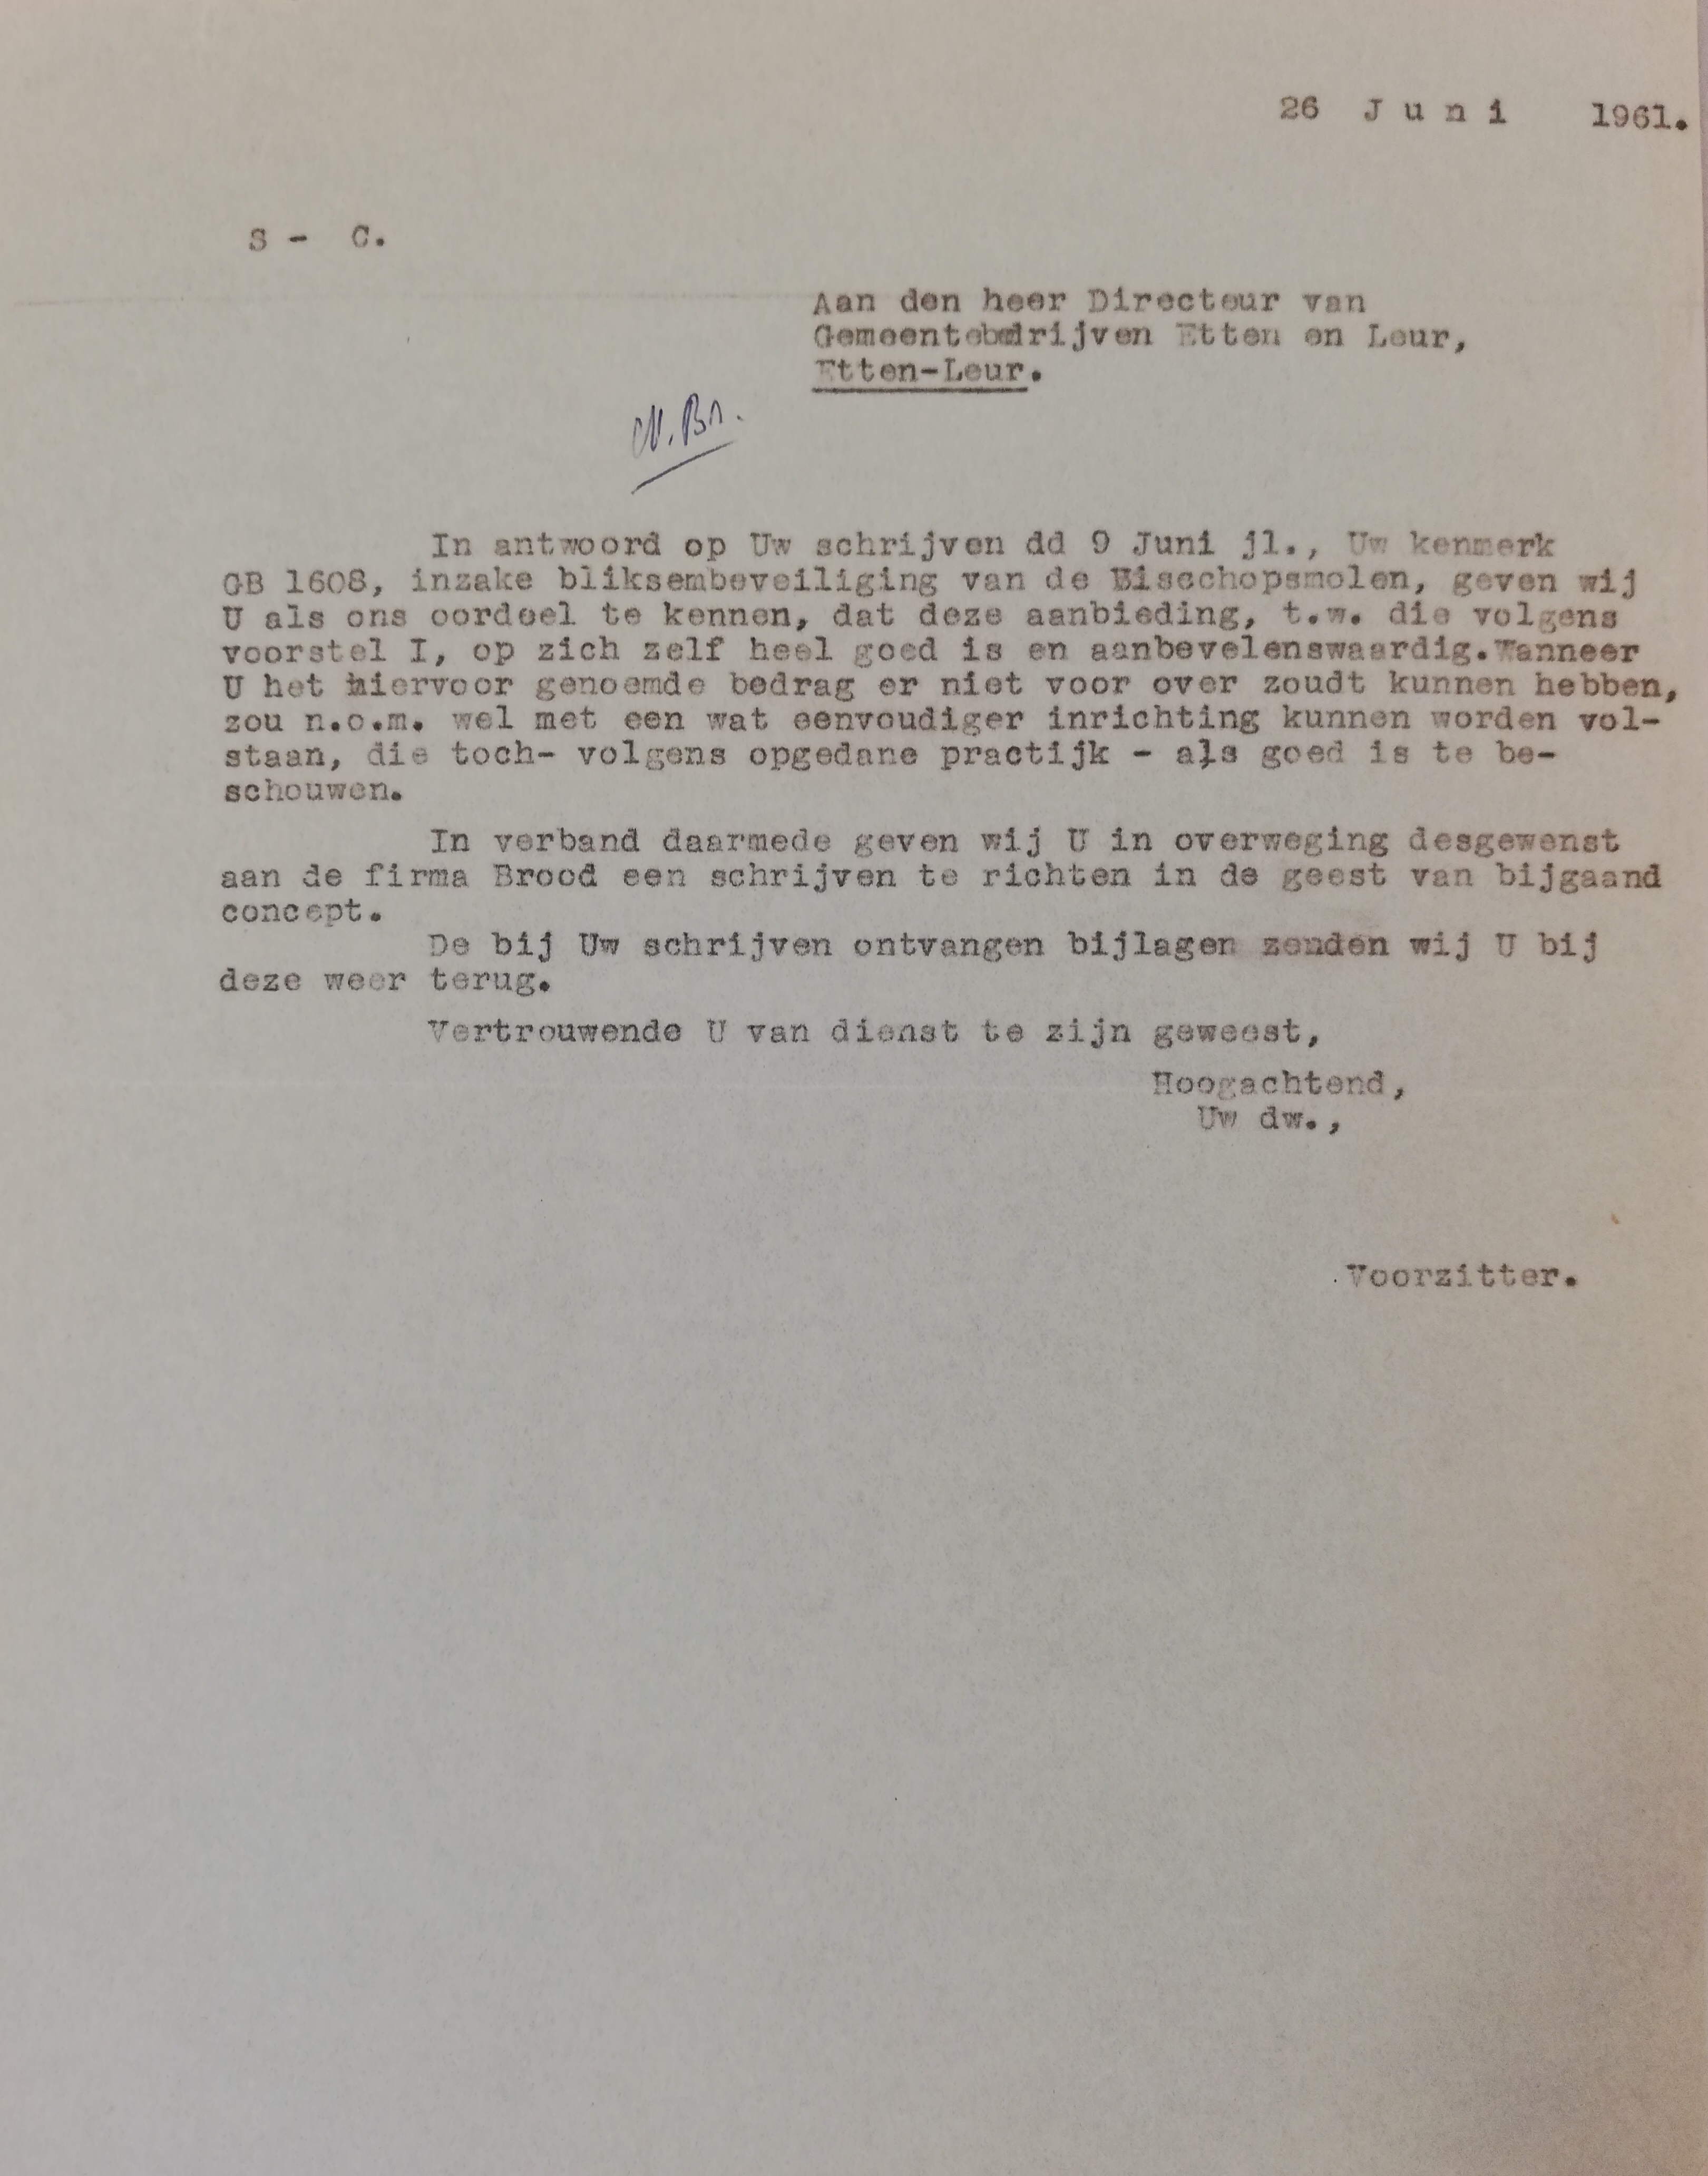 26 Juni 1961.
S - C.
Aan den heer Directeur van
Gemeentebedrijven Etten en Leur,
Etten-Leur.
In antwoord op Uw schrijven dd 9 Juni jl., Uw kenmerk
GB 1608, inzake bliksembeveiliging van de Bisschopsmolen, geven wij
U als ons oordeel te kennen, dat deze aanbieding, t.w. die volgens
voorstel I, op zich zelf heel goed is en aanbevelenswaardig.Wanneer
U het hiervoor genoemde bedrag er niet voor over zoudt kunnen hebben,
zou n.o.m. wel met een wat eenvoudiger inrichting kunnen worden vol-
staan, die toch- volgens opgedane practijk - als goed is te be-
schouwen.
In verband daarmede geven wij U in overweging desgewenst
aan de firma Brood een schrijven te richten in de geest van bijgaand
concept.
De bij Uw schrijven ontvangen bijlagen zenden wij U bij
deze weer terug.
Vertrouwende U van dienst te zijn geweest,
Hoogachtend,
Uw dw.,
Voorzitter.